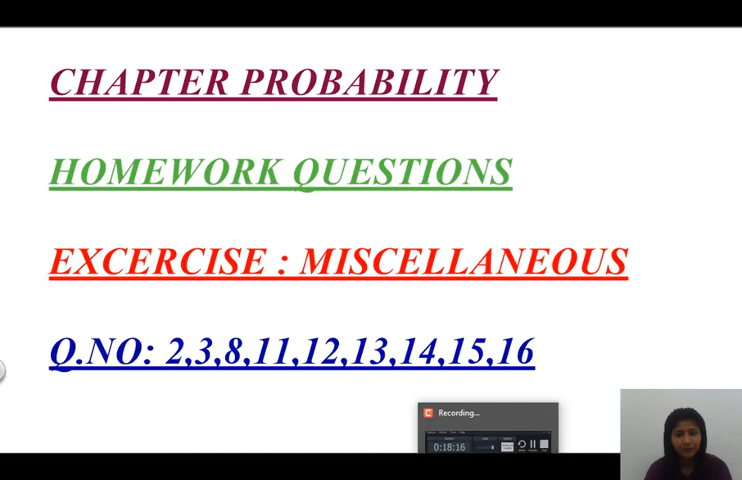 CHAPTER PROBABILITY
HOMEWORK QUESTIONS
EXCERCISE : MISCELLANEOUS
Q.NO: 2,3,8,11,12,13,14,15,16
Recording...
0:18:16